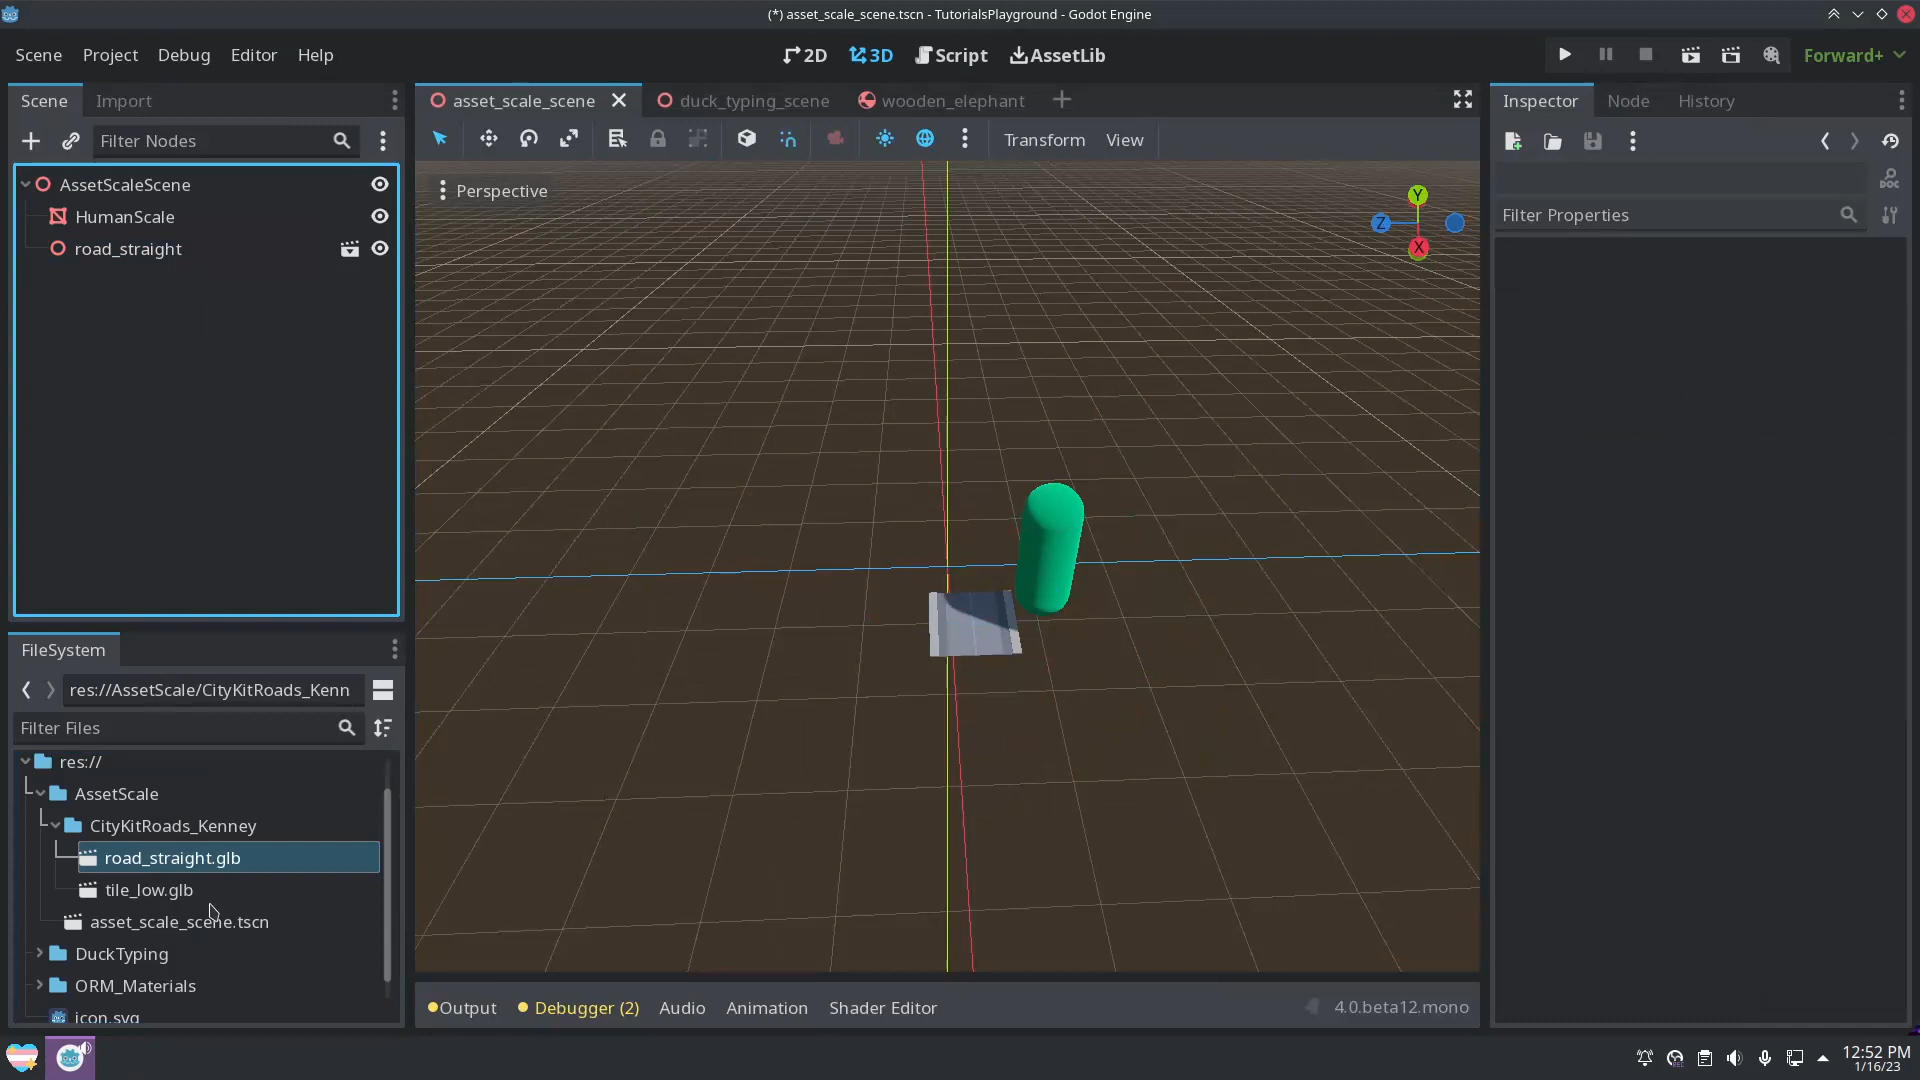 (*) asset_scale_scene.tscn - TutorialsPlayground - Godot Engine
Scene Project Debug Editor Help
2D 3D Script AssetLib
Forward+
Scene Import
asset_scale_scene duck_typing_scene wooden_elephant
Inspector Node History
Filter Nodes
Transform View
AssetScaleScene
HumanScale
road_straight
Perspective
Y
Z
X
DOC
Filter Properties
FileSystem
res://AssetScale/CityKitRoads_Kenn
Filter Files
res://
AssetScale
CityKitRoads_Kenney
road_straight.glb
tile_low.glb
asset_scale_scene.tscn
DuckTyping
ORM_Materials
icon.svg
Output Debugger (2) Audio Animation Shader Editor
4.0.beta12.mono
12:52 PM
1/16/23